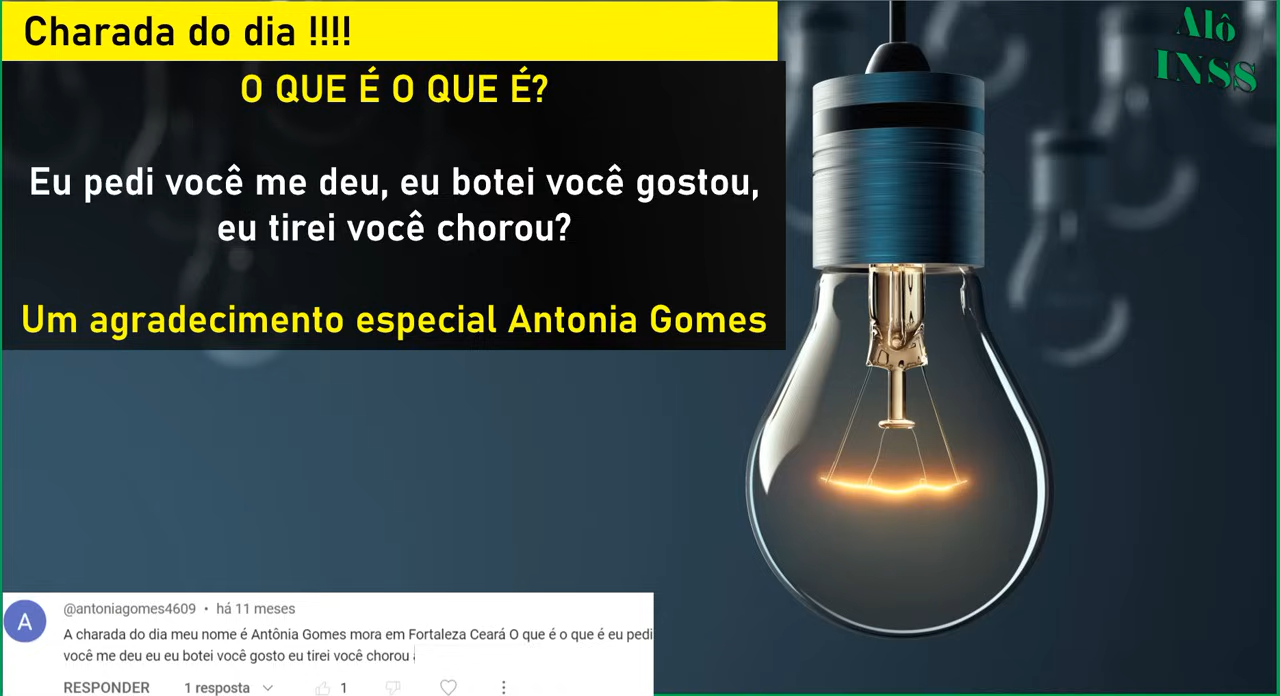 Charada do dia !!!!
Alô
INSS
O QUE É O QUE É?
Eu pedi você me deu, eu botei você gostou,
eu tirei você chorou?
Um agradecimento especial Antonia Gomes
A
@antoniagomes4609 • há 11 meses
A charada do dia meu nome é Antônia Gomes mora em Fortaleza Ceará O que é o que é eu pedi
você me deu eu eu botei você gosto eu tirei você chorou
RESPONDER 1 resposta 1